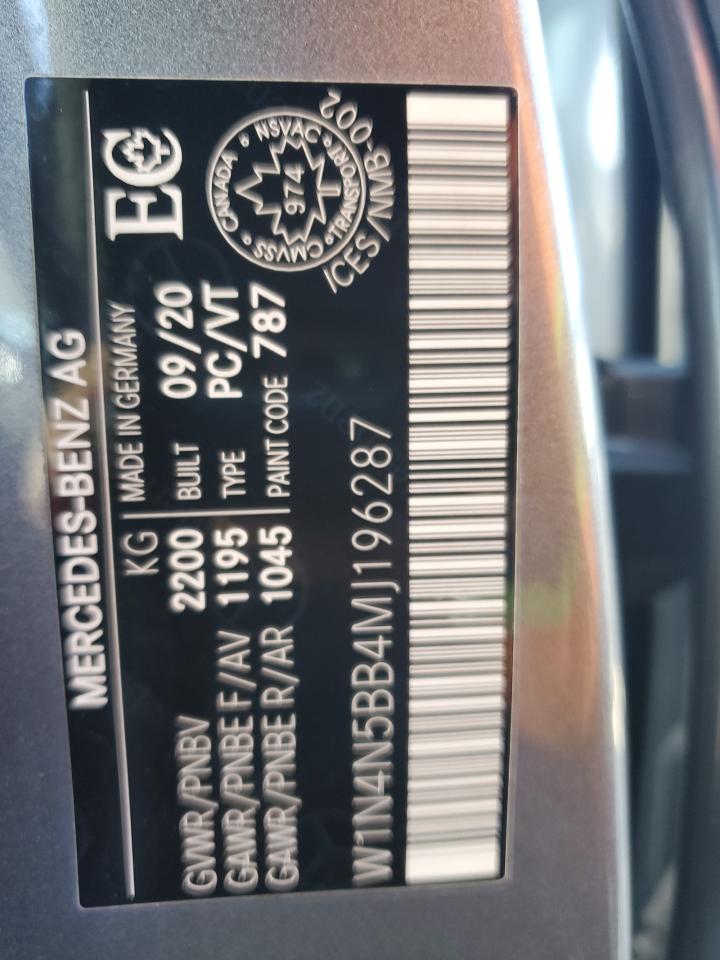 MERCEDES-BENZ AG
KG
MADE IN GERMANY
GVWR/PNBV 2200
BUILT 09/20
GAWR/PNBE F/AV 1195
TYPE PC/VT
GAWR/PNBE R/AR 1045
PAINT CODE 787
EC
CANADA
NSVAC
974
TRANSPORT
CMVSS
ICES/NMB-002
W1N4N5BB4MJ196287